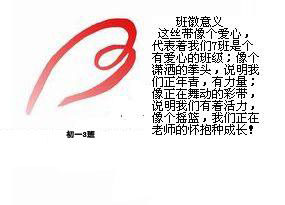 班徽意义
这丝带像个爱心，
代表着我们7班是个
有爱心的班级；像个
潇洒的拳头，说明我
们正年青，有力量；
像正在舞动的彩带，
说明我们有着活力，
像个摇篮，我们正在
老师的怀抱种成长！
初一3班